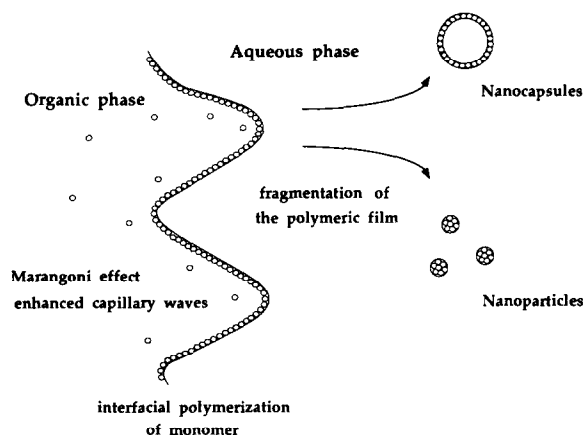 Aqueous phase
Organic phase
Nanocapsules
fragmentation of
the polymeric film
Marangoni effect
enhanced capillary waves
Nanoparticles
interfacial polymerization
of monomer